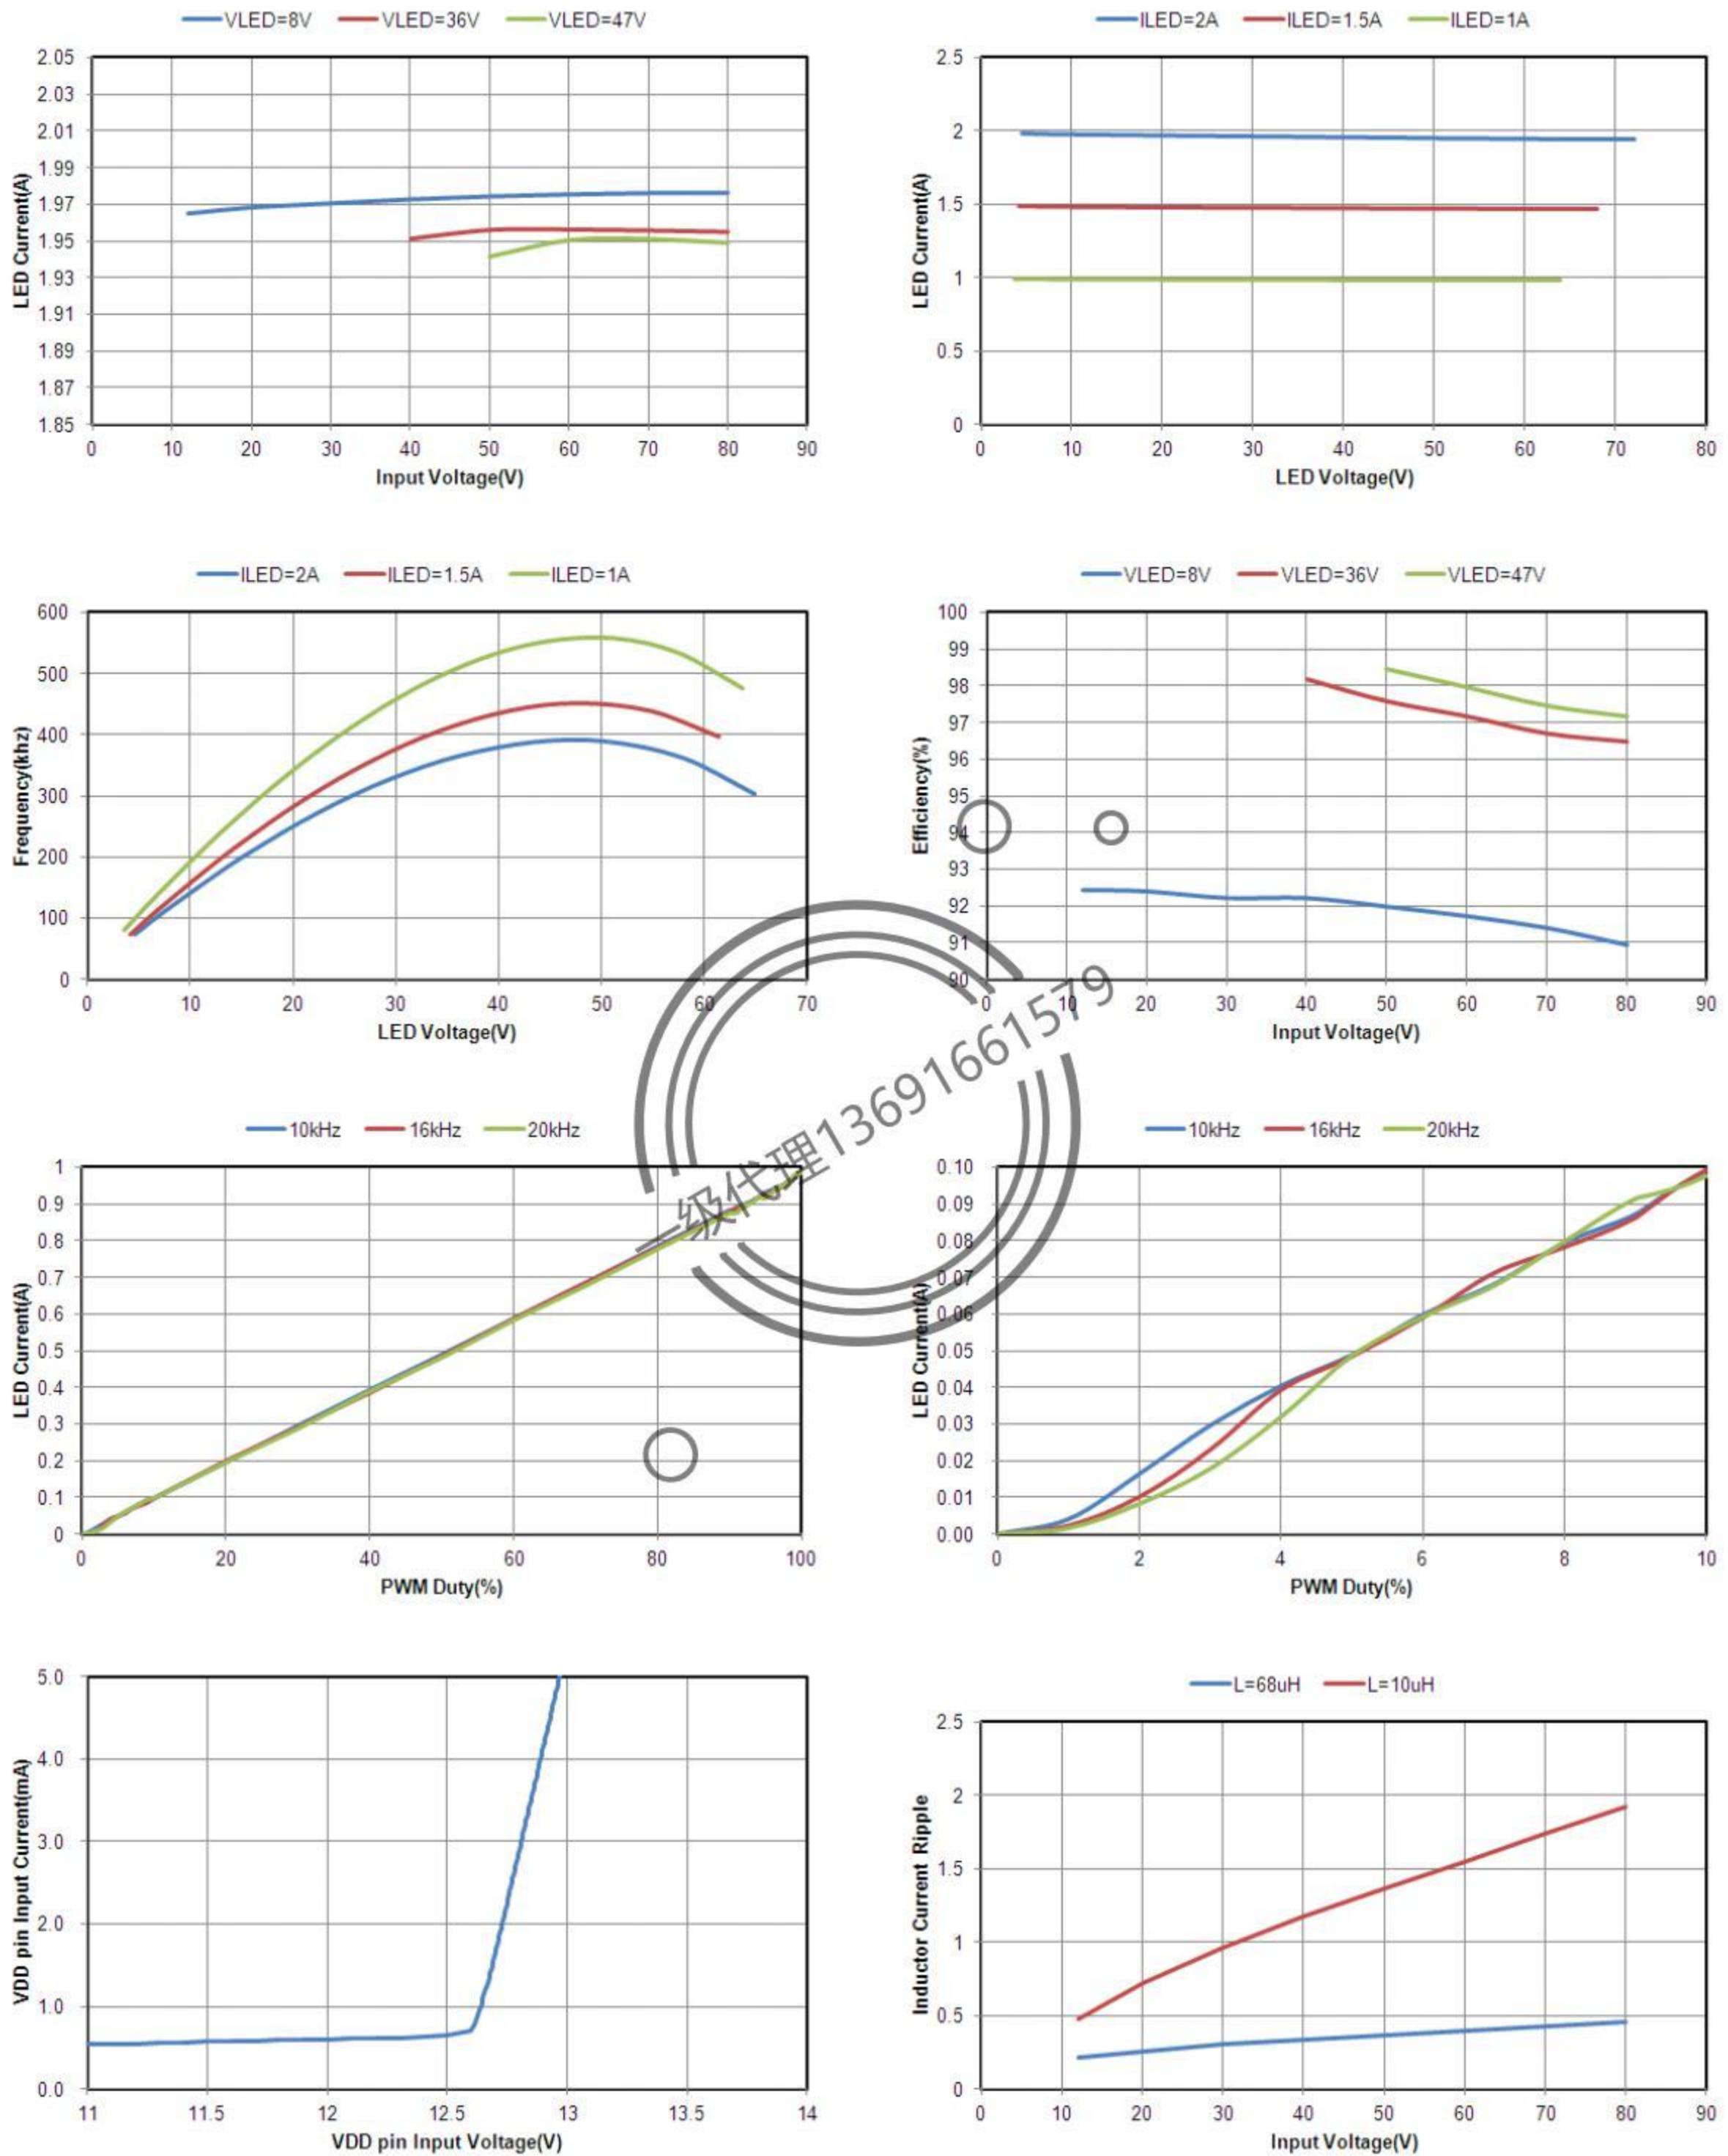 VLED=8V VLED=36V VLED=47V
2.05
2.03
2.01
1.99
1.97
1.95
1.93
1.91
1.89
1.87
1.85
LED Current(A)
0 10 20 30 40 50 60 70 80 90
Input Voltage(V)
ILED=2A ILED=1.5A ILED=1A
2.5
2
1.5
1
0.5
0
LED Current(A)
0 10 20 30 40 50 60 70 80
LED Voltage(V)
ILED=2A ILED=1.5A ILED=1A
600
500
400
300
200
100
0
Frequency(khz)
0 10 20 30 40 50 60 70
LED Voltage(V)
VLED=8V VLED=36V VLED=47V
100
99
98
97
96
95
94
93
92
91
90
Efficiency(%)
0 10 20 30 40 50 60 70 80 90
Input Voltage(V)
一级代理13691661579
10kHz 16kHz 20kHz
1
0.9
0.8
0.7
0.6
0.5
0.4
0.3
0.2
0.1
0
LED Current(A)
0 20 40 60 80 100
PWM Duty(%)
10kHz 16kHz 20kHz
0.10
0.09
0.08
0.07
0.06
0.05
0.04
0.03
0.02
0.01
0.00
LED Current(A)
0 2 4 6 8 10
PWM Duty(%)
5.0
4.0
3.0
2.0
1.0
0.0
VDD pin Input Current(mA)
11 11.5 12 12.5 13 13.5 14
VDD pin Input Voltage(V)
L=68uH L=10uH
2.5
2
1.5
1
0.5
0
Inductor Current Ripple
0 10 20 30 40 50 60 70 80 90
Input Voltage(V)